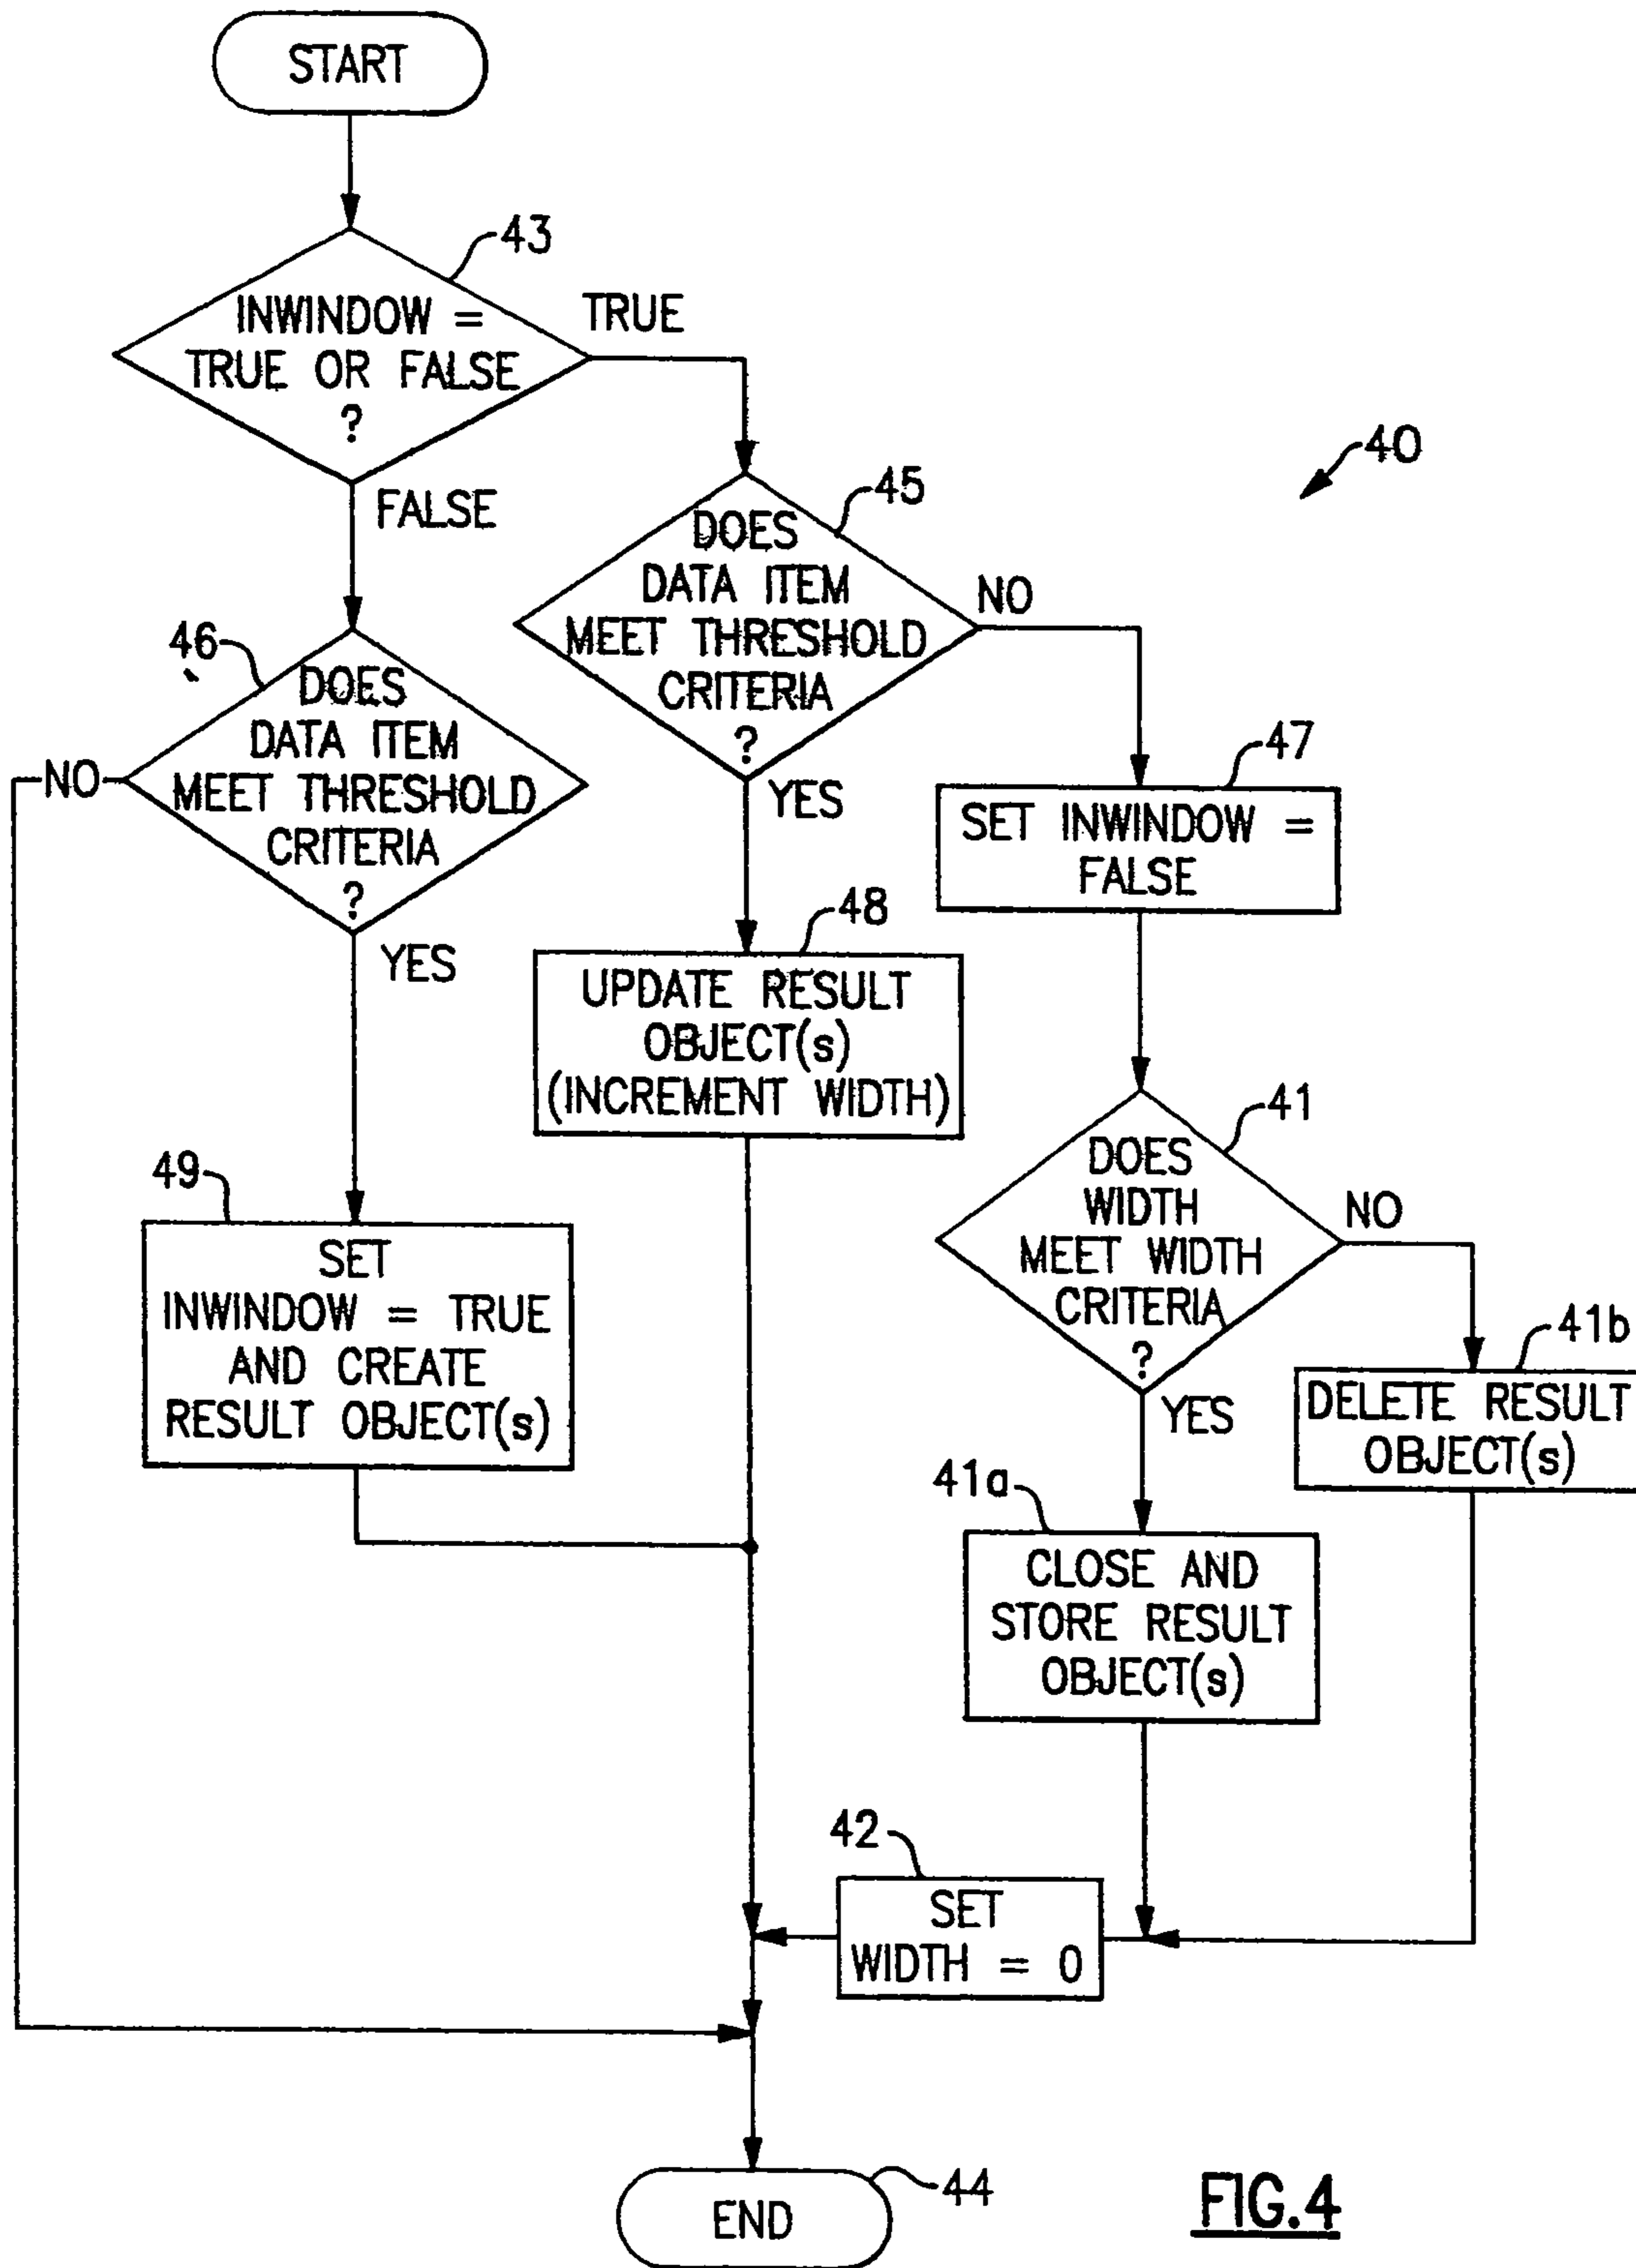 START
43
INWINDOW =
TRUE OR FALSE
?
TRUE
FALSE
40
45
DOES
DATA ITEM
MEET THRESHOLD
CRITERIA
?
NO
YES
46
DOES
DATA ITEM
MEET THRESHOLD
CRITERIA
?
NO
YES
47
SET INWINDOW =
FALSE
48
UPDATE RESULT
OBJECT(s)
(INCREMENT WIDTH)
41
DOES
WIDTH
MEET WIDTH
CRITERIA
?
NO
YES
49
SET
INWINDOW = TRUE
AND CREATE
RESULT OBJECT(s)
41b
DELETE RESULT
OBJECT(s)
41a
CLOSE AND
STORE RESULT
OBJECT(s)
42
SET
WIDTH = 0
44
END
FIG.4